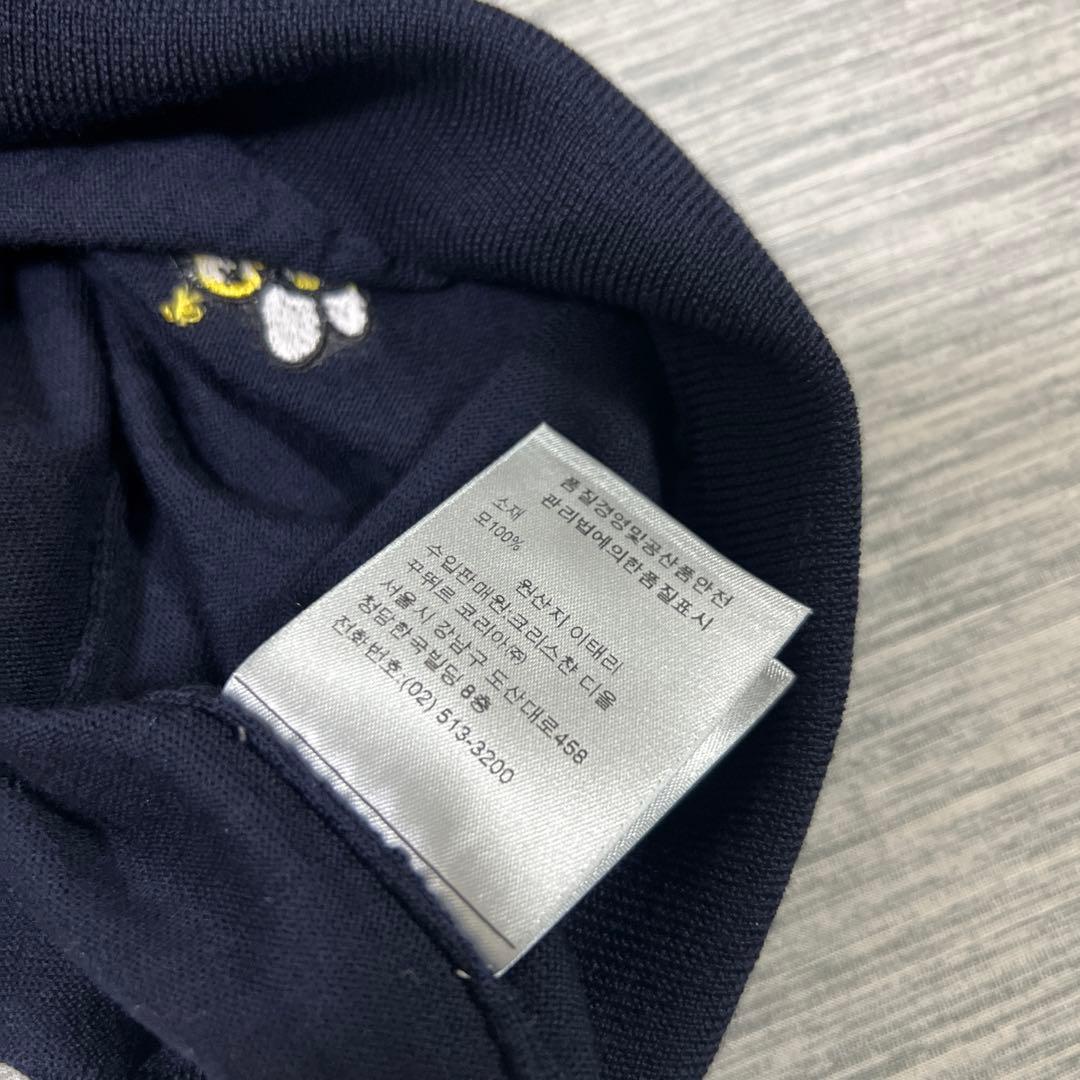 품질경영및공산품안전
관리법에의한품질표시
소재
모100%
원산지 이태리
수입판매원:크리스챤 디올
꾸뛰르 코리아㈜
서울시 강남구 도산대로458
청담한국빌딩 8층
전화번호:(02) 513-3200